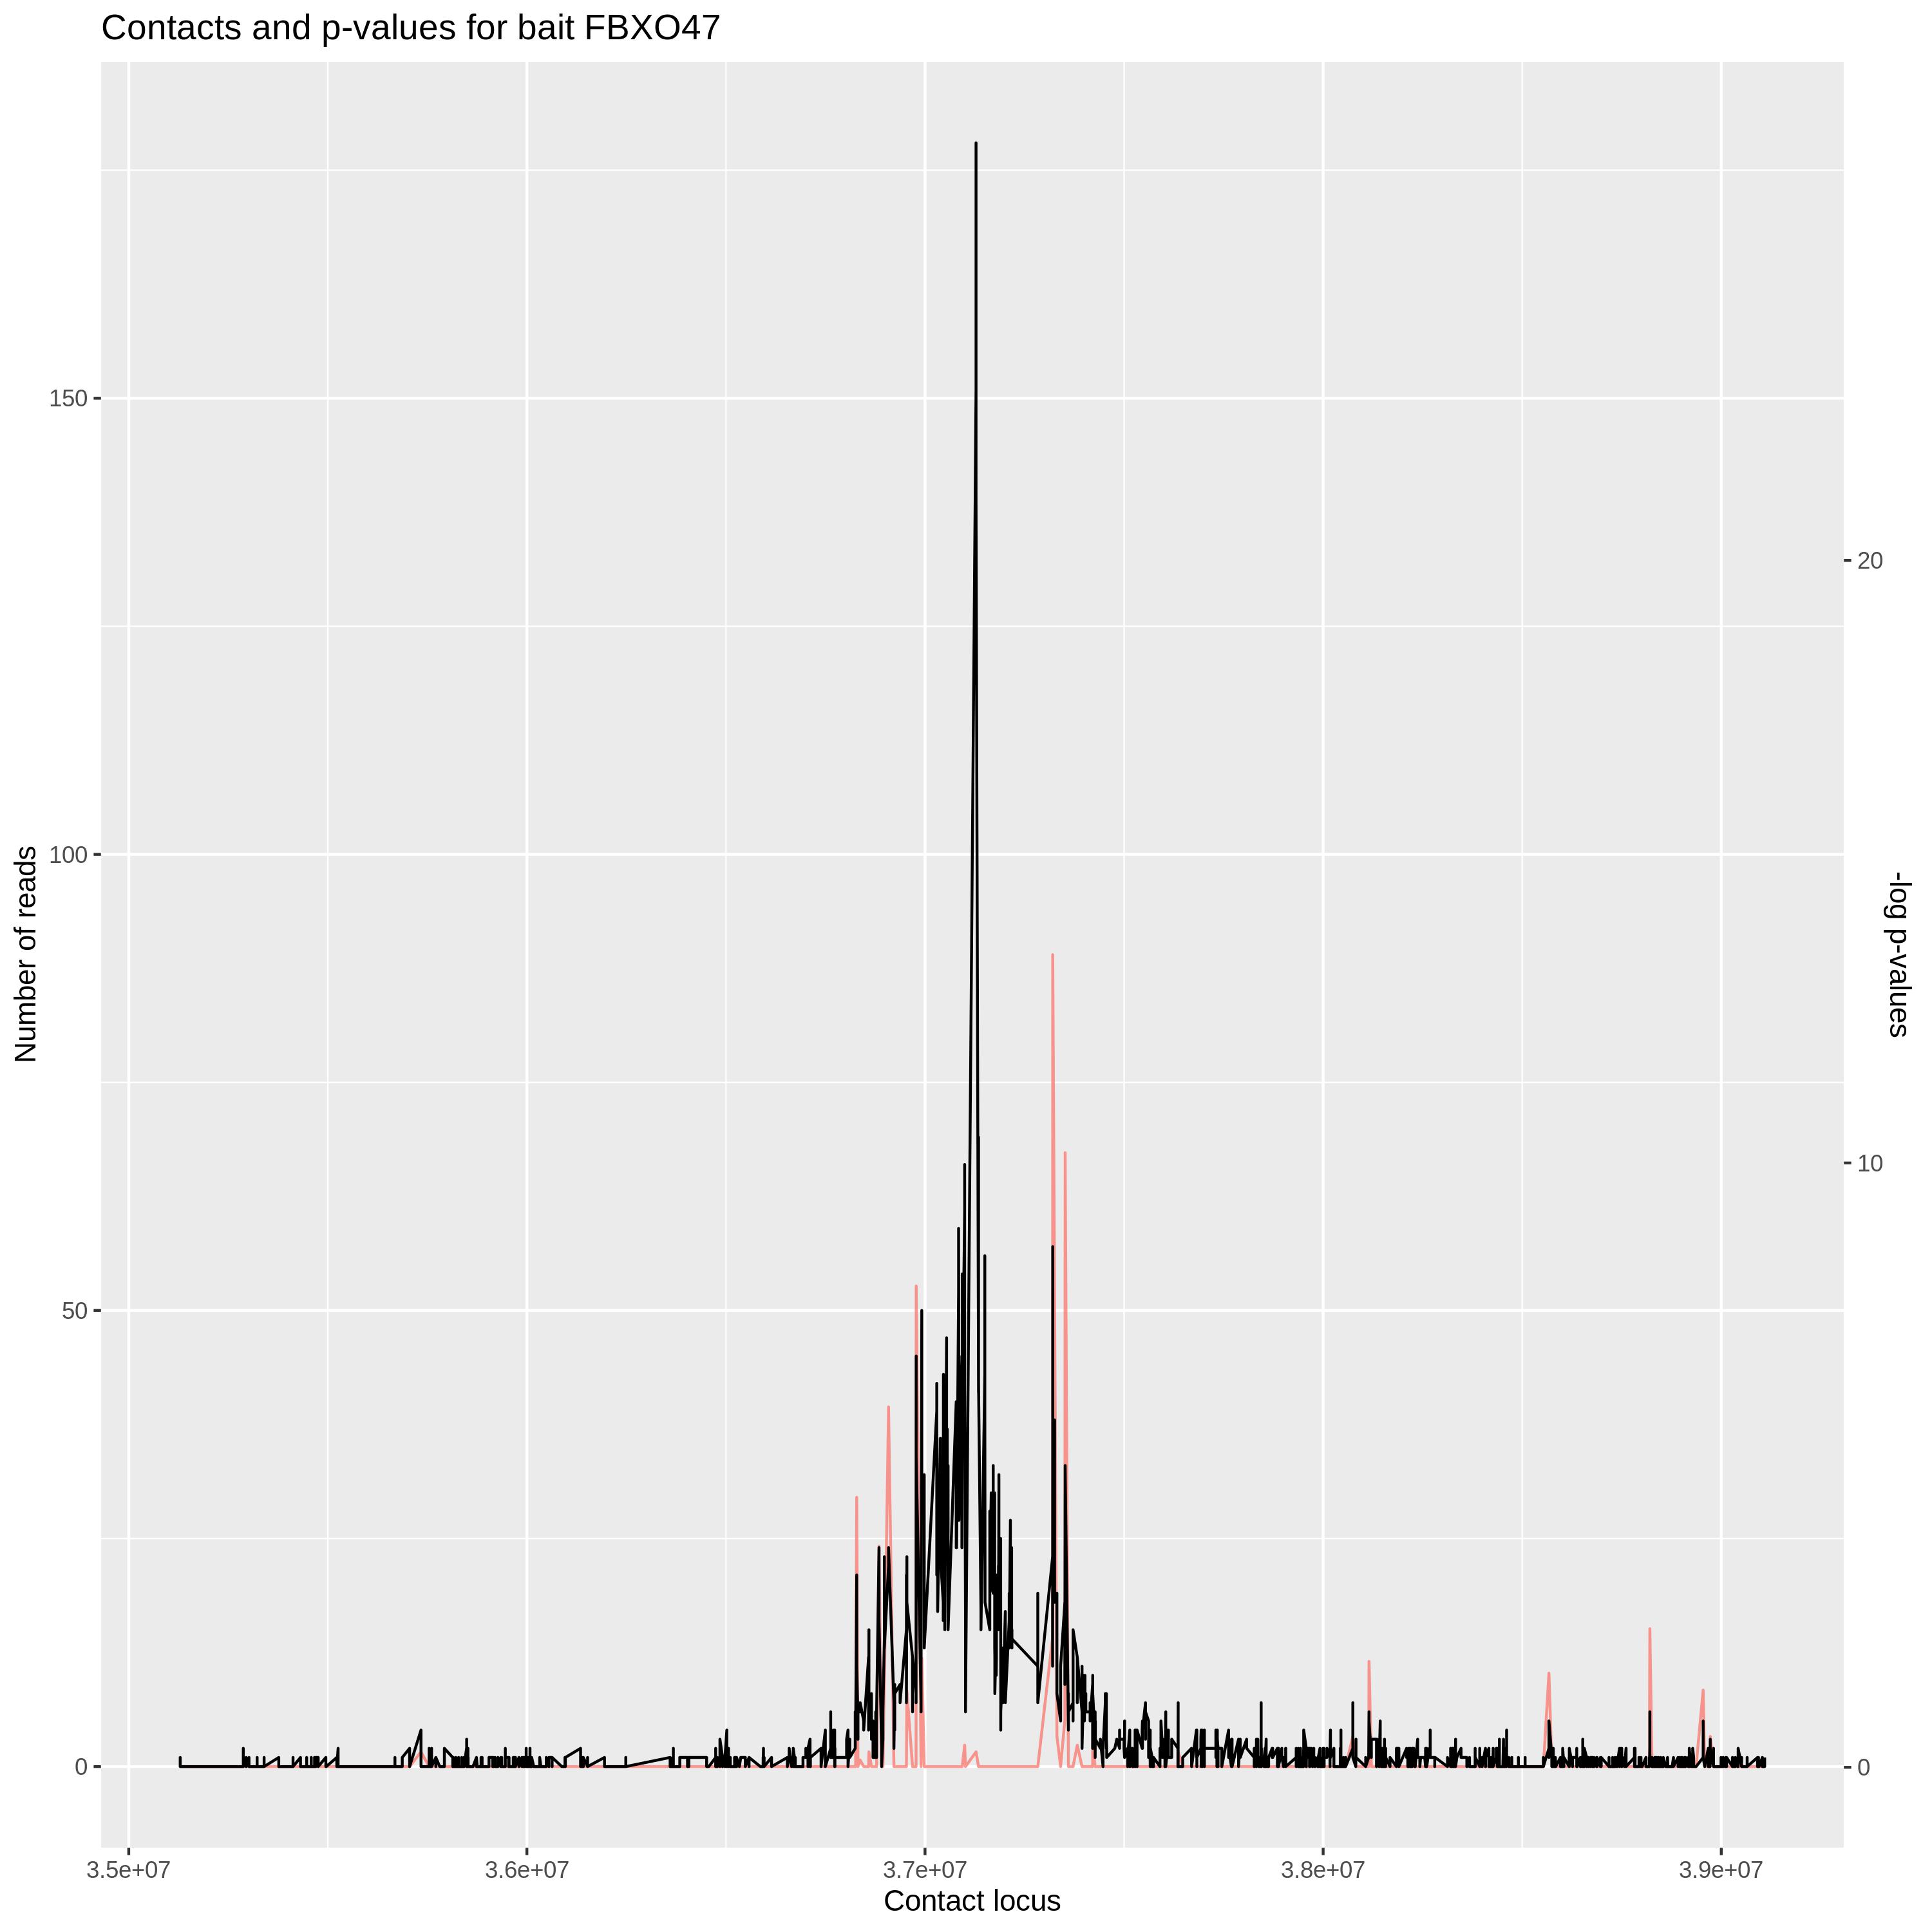 Contacts and p-values for bait FBXO47
Number of reads
150
100
50
0
-log p-values
20
10
0
3.5e+07 3.6e+07 3.7e+07 3.8e+07 3.9e+07
Contact locus